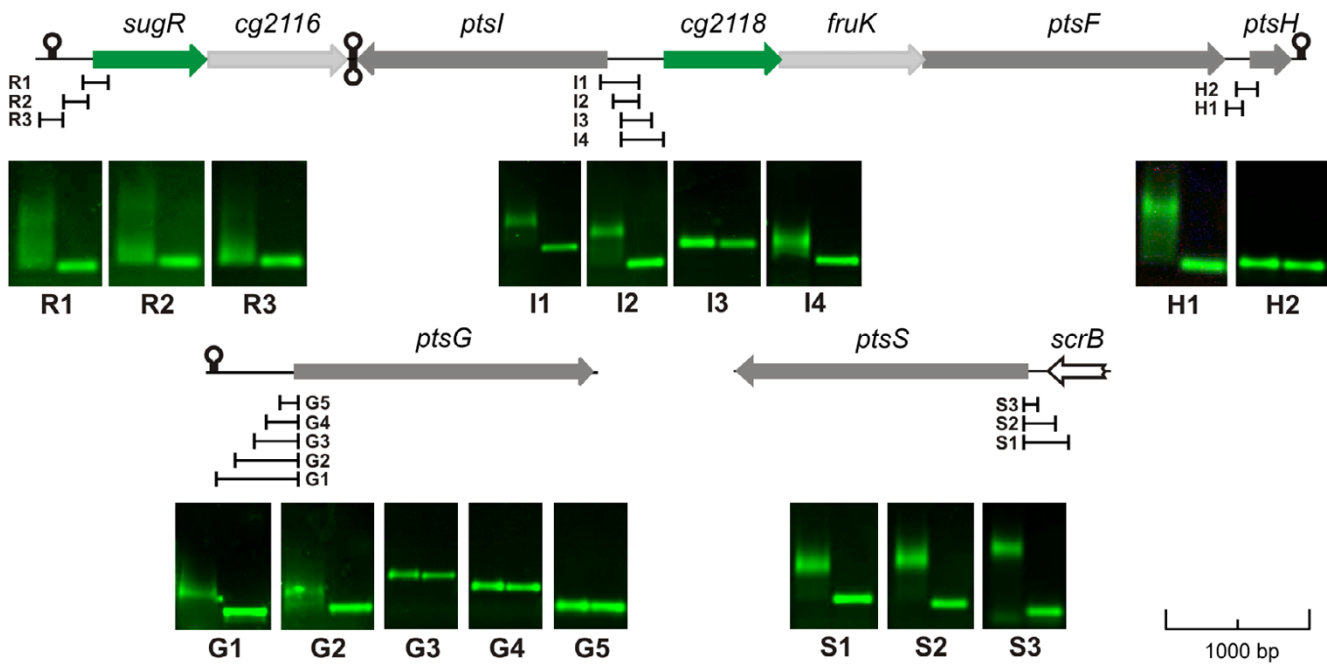 sugR cg2116 ptsI cg2118 fruK ptsF ptsH
R1 I1 H2
R2 I2 H1
R3 I3
I4
R1 R2 R3 I1 I2 I3 I4 H1 H2
ptsG ptsS scrB
G5 S3
G4 S2
G3 S1
G2
G1
G1 G2 G3 G4 G5 S1 S2 S3 1000 bp